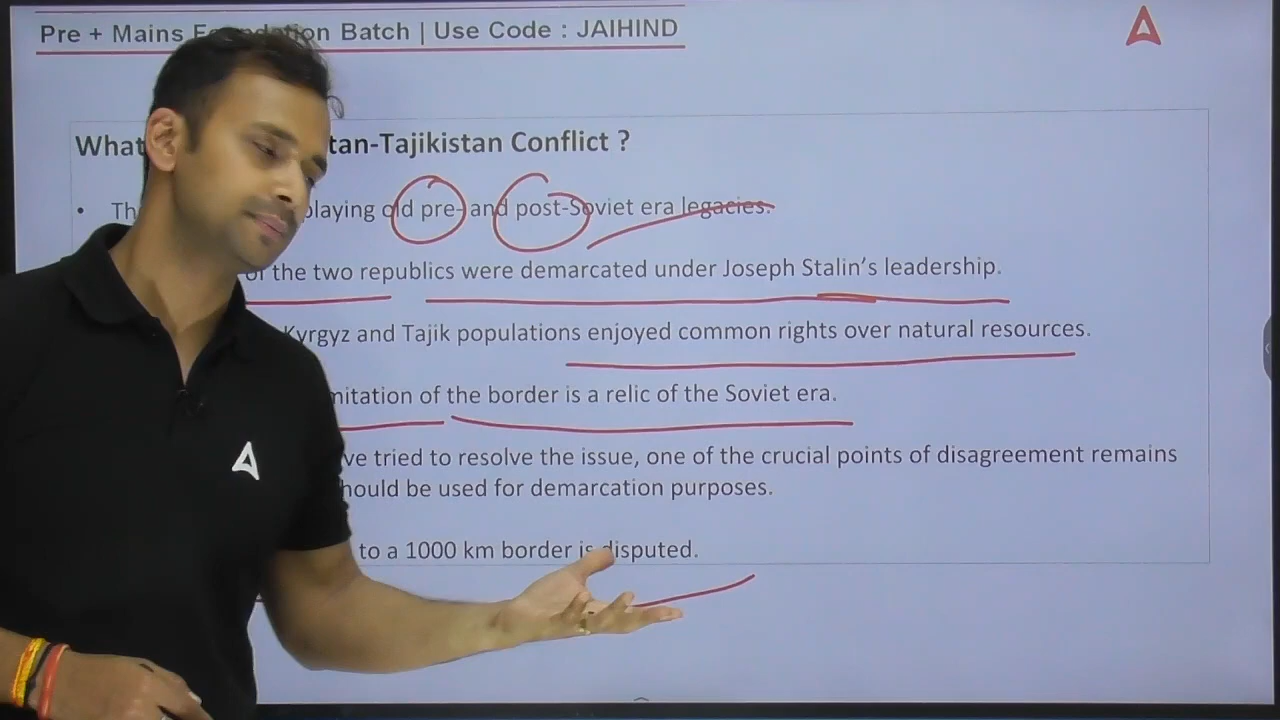 Pre + Mains Foundation Batch | Use Code : JAIHIND
What tan-Tajikistan Conflict ?
• Th playing old pre- and post-Soviet era legacies.
of the two republics were demarcated under Joseph Stalin’s leadership.
Kyrgyz and Tajik populations enjoyed common rights over natural resources.
mitation of the border is a relic of the Soviet era.
ve tried to resolve the issue, one of the crucial points of disagreement remains
hould be used for demarcation purposes.
to a 1000 km border is disputed.